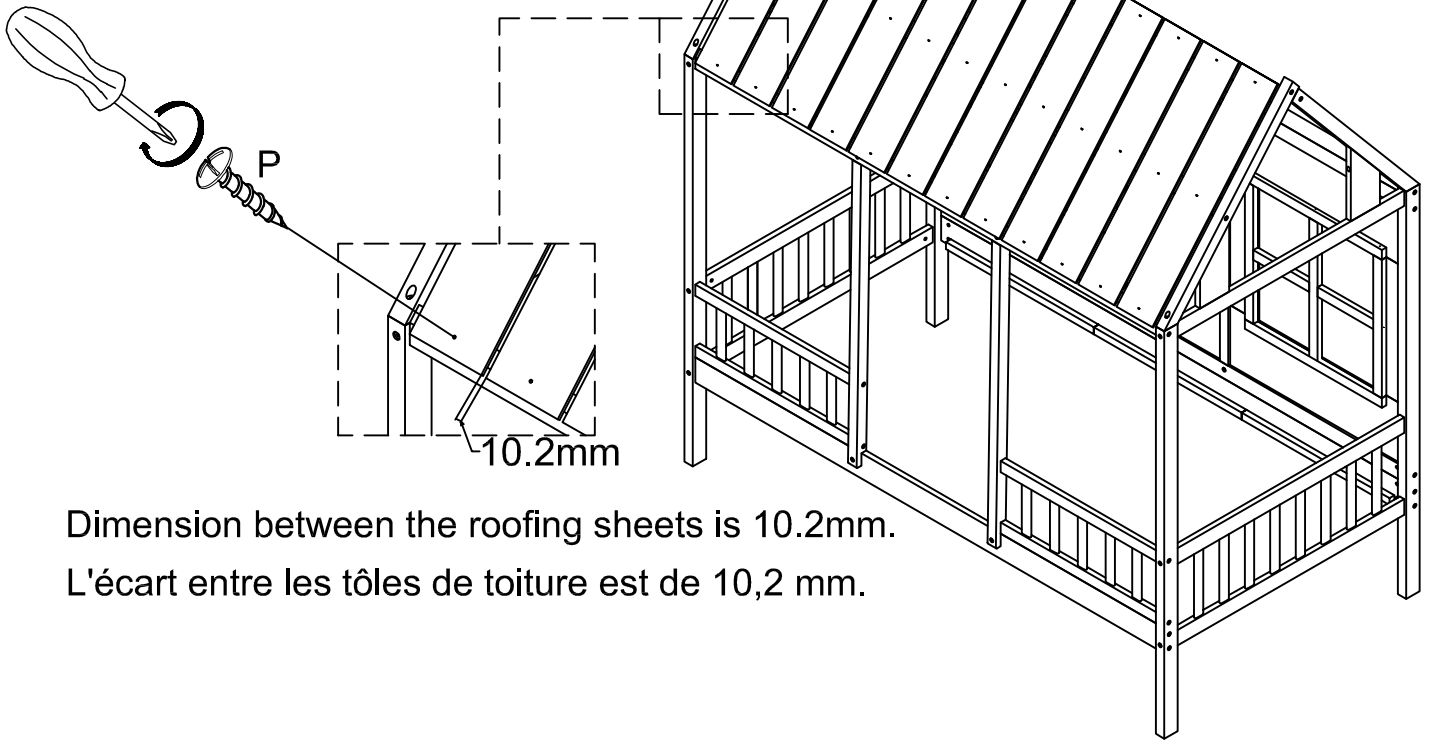 P
10.2mm
Dimension between the roofing sheets is 10.2mm.
L'écart entre les tôles de toiture est de 10,2 mm.